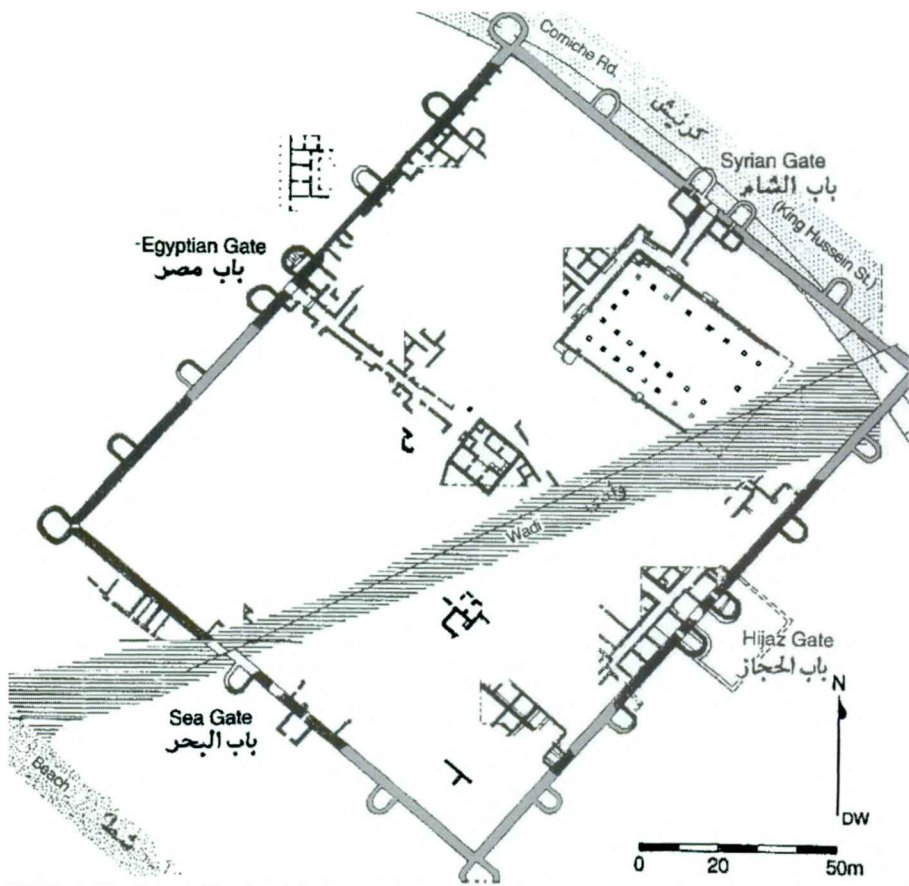 Corniche Rd.
كرنيش
Syrian Gate
باب الشام
(King Hussein St.)
-Egyptian Gate
باب مصر
Wadi
وادي
Hijaz Gate
باب الحجاز
Sea Gate
باب البحر
Beach
شط
N
DW
0 20 50m